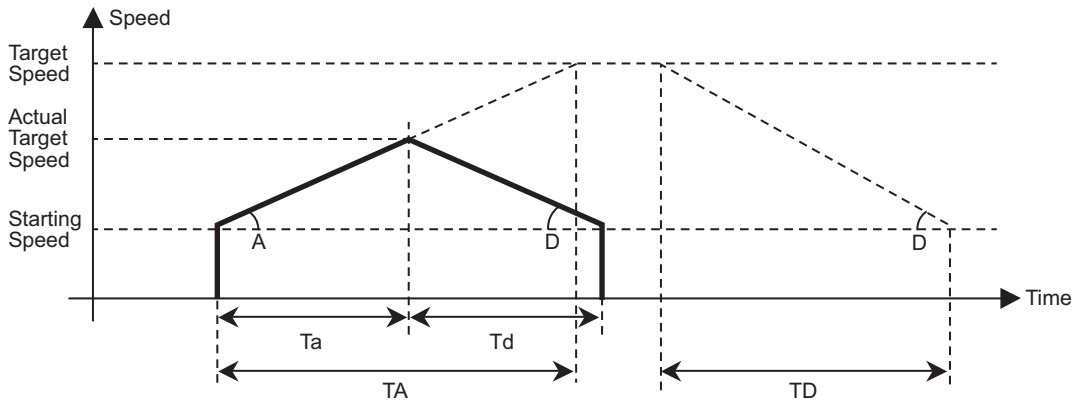 Speed
Target
Speed
Actual
Target
Speed
Starting
Speed
A
D
D
Time
Ta
Td
TA
TD